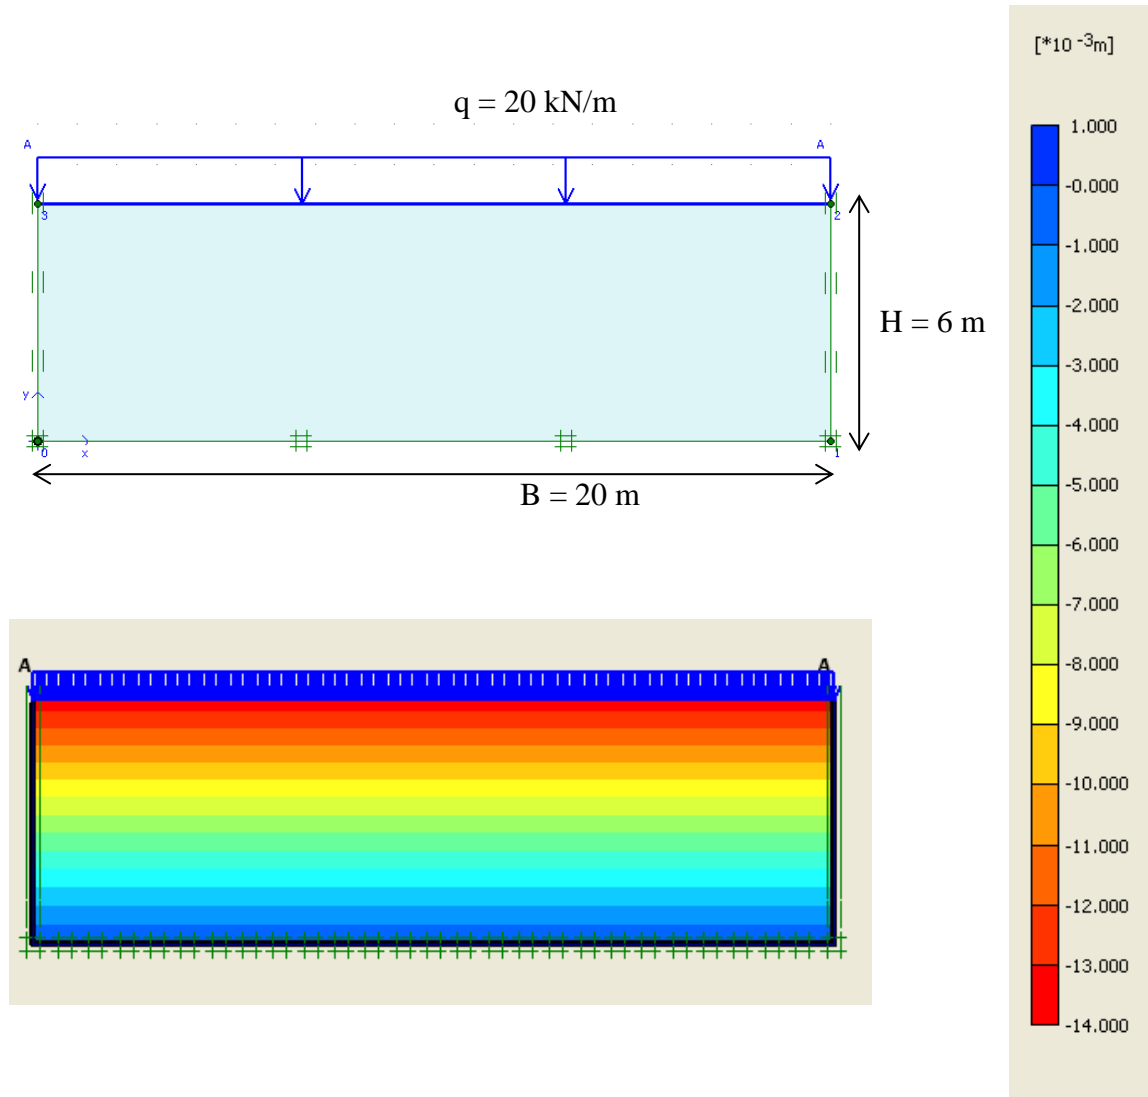 [*10 -3m]
q = 20 kN/m
A A
3 2
H = 6 m
y
0 x 1
B = 20 m
A A
1.000
-0.000
-1.000
-2.000
-3.000
-4.000
-5.000
-6.000
-7.000
-8.000
-9.000
-10.000
-11.000
-12.000
-13.000
-14.000